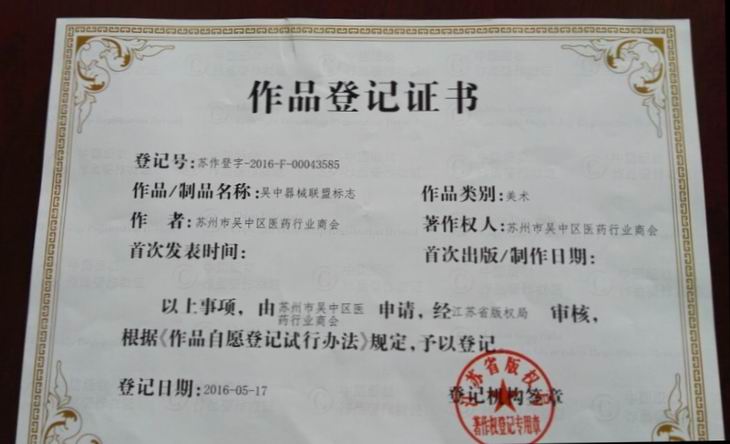 作品登记证书
登记号：苏作登字-2016-F-00043585
作品/制品名称：吴中器械联盟标志 作品类别：美术
作 者：苏州市吴中区医药行业商会 著作权人：苏州市吴中区医药行业商会
首次发表时间： 首次出版/制作日期：
以上事项，由苏州市吴中区医药行业商会 申请，经江苏省版权局 审核，
根据《作品自愿登记试行办法》规定，予以登记
登记日期：2016-05-17 登记机构签章
江苏省版权
著作权登记专用章